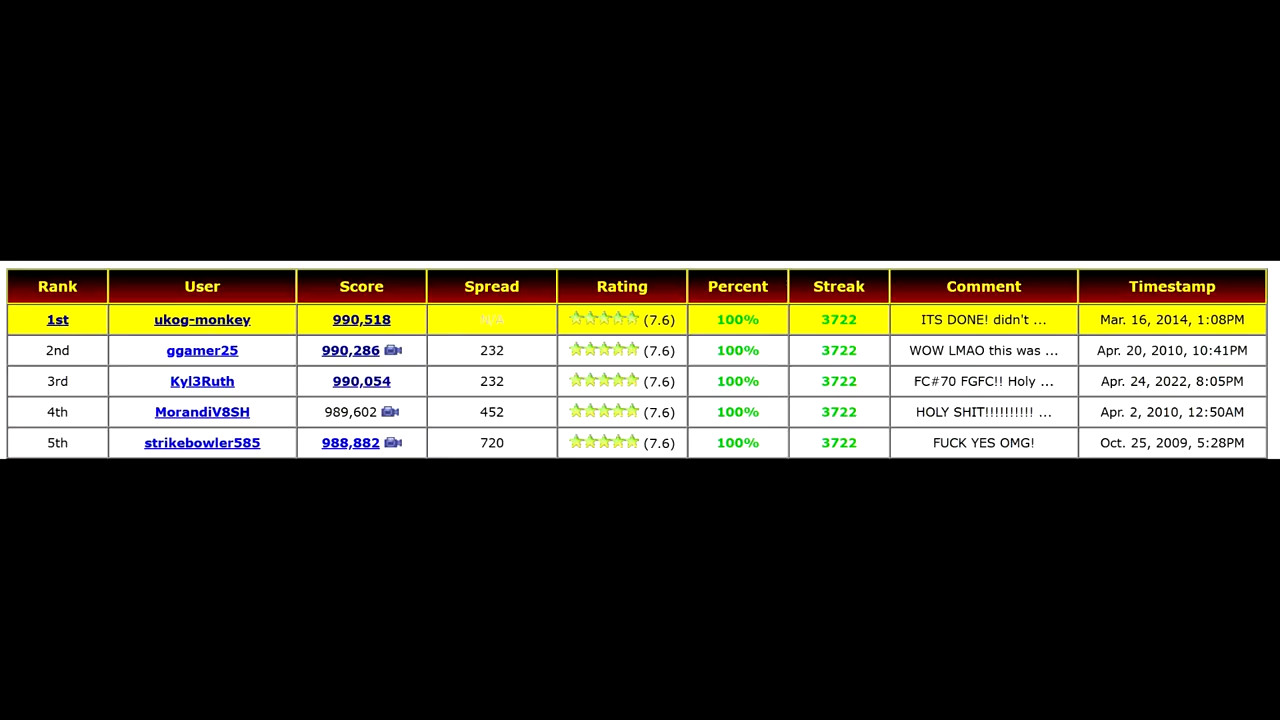 Rank User Score Spread Rating Percent Streak Comment Timestamp
1st ukog-monkey 990,518 N/A (7.6) 100% 3722 ITS DONE! didn't ... Mar. 16, 2014, 1:08PM
2nd ggamer25 990,286 232 (7.6) 100% 3722 WOW LMAO this was ... Apr. 20, 2010, 10:41PM
3rd Kyl3Ruth 990,054 232 (7.6) 100% 3722 FC#70 FGFC!! Holy ... Apr. 24, 2022, 8:05PM
4th MorandiV8SH 989,602 452 (7.6) 100% 3722 HOLY SHIT!!!!!!!!!! ... Apr. 2, 2010, 12:50AM
5th strikebowler585 988,882 720 (7.6) 100% 3722 FUCK YES OMG! Oct. 25, 2009, 5:28PM